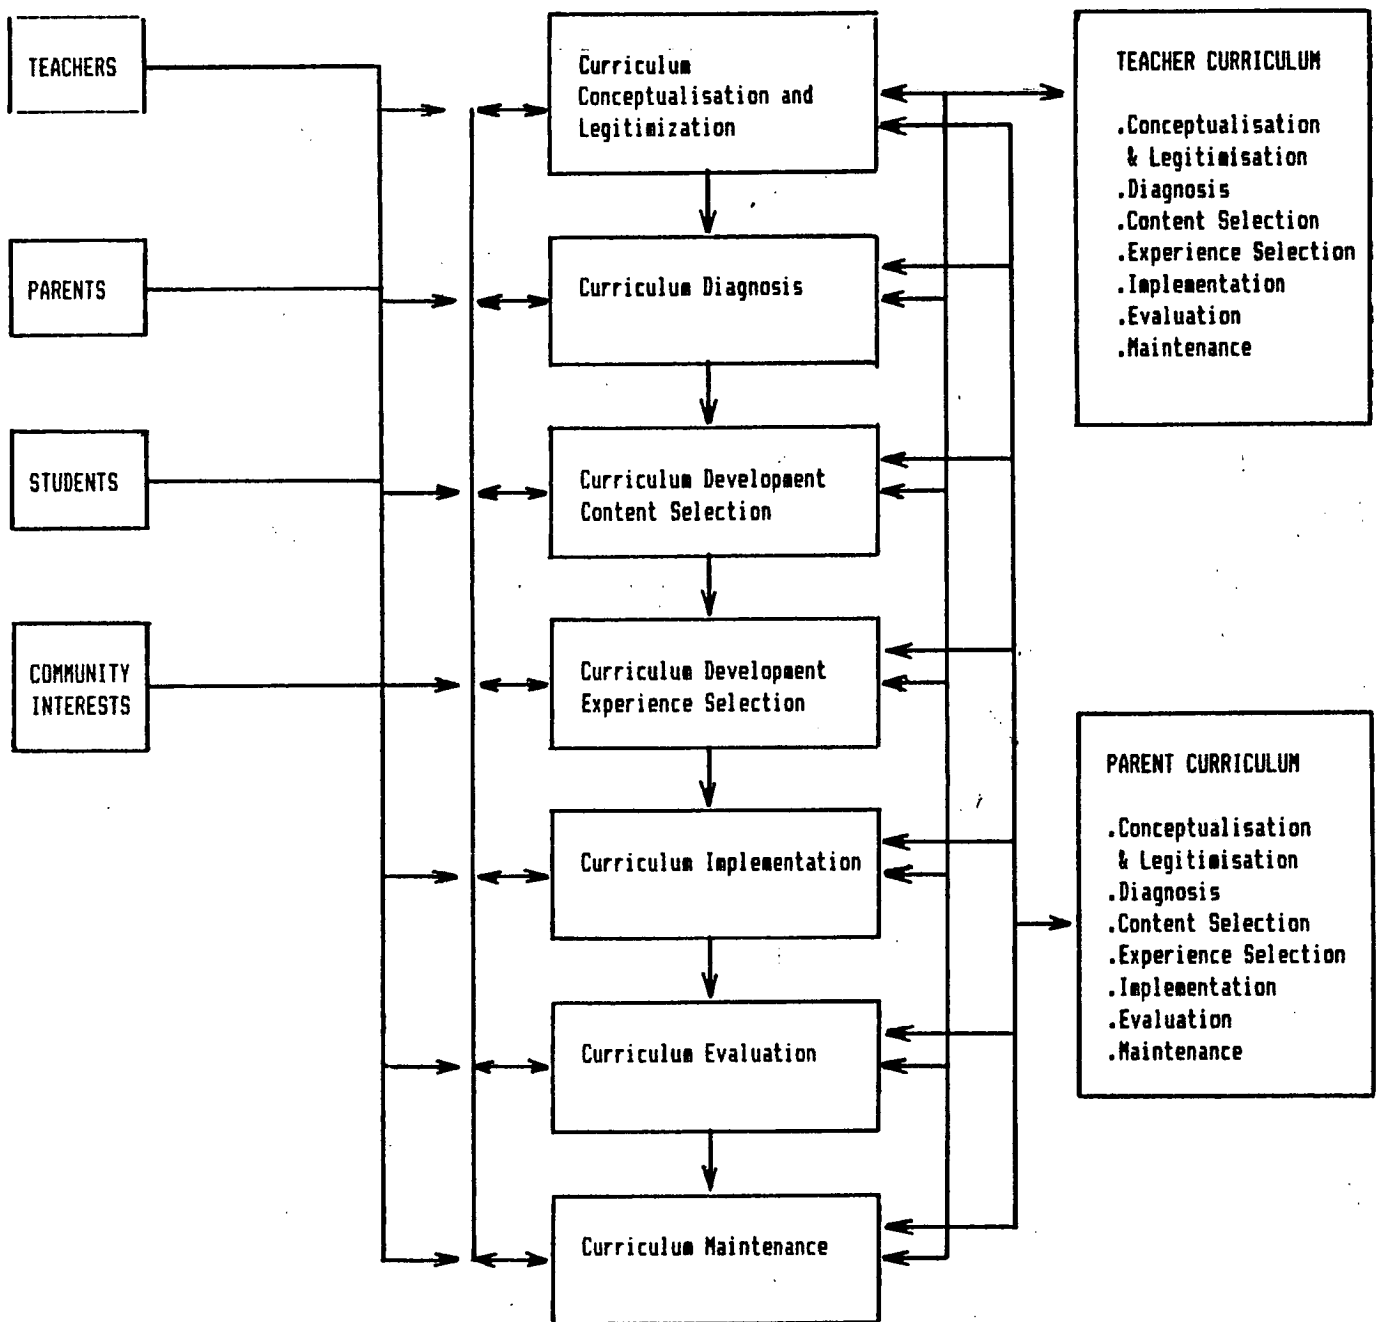 TEACHERS
PARENTS
STUDENTS
COMMUNITY
INTERESTS
Curriculum
Conceptualisation and
Legitimization
Curriculum Diagnosis
Curriculum Development
Content Selection
Curriculum Development
Experience Selection
Curriculum Implementation
Curriculum Evaluation
Curriculum Maintenance
TEACHER CURRICULUM
.Conceptualisation
& Legitimisation
.Diagnosis
.Content Selection
.Experience Selection
.Implementation
.Evaluation
.Maintenance
PARENT CURRICULUM
.Conceptualisation
& Legitimisation
.Diagnosis
.Content Selection
.Experience Selection
.Implementation
.Evaluation
.Maintenance